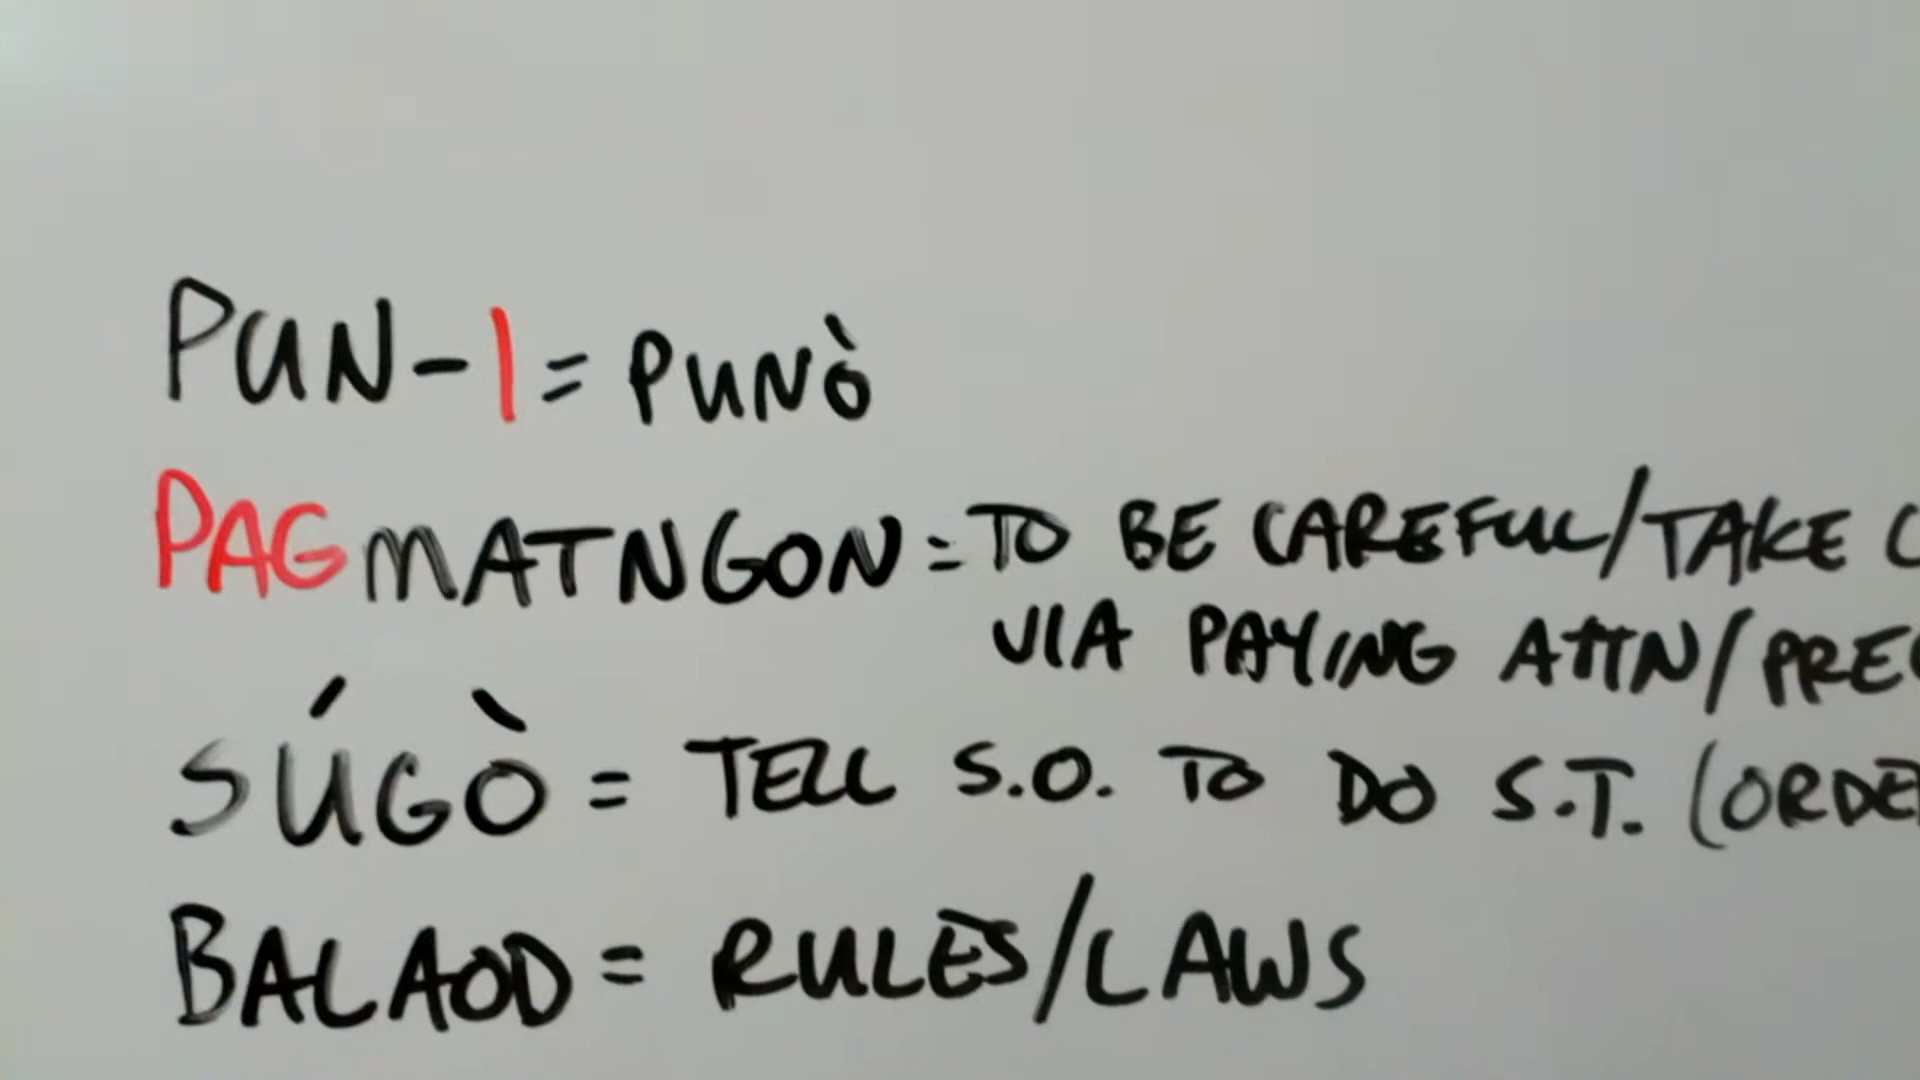 PUN-I = PUNÒ
PAGMATNGON = TO BE CAREFUL/TAKE
VIA PAYING ATTN/
SÚGÒ = TELL S.O. TO DO S.T.
BALAOD = RULES/LAWS